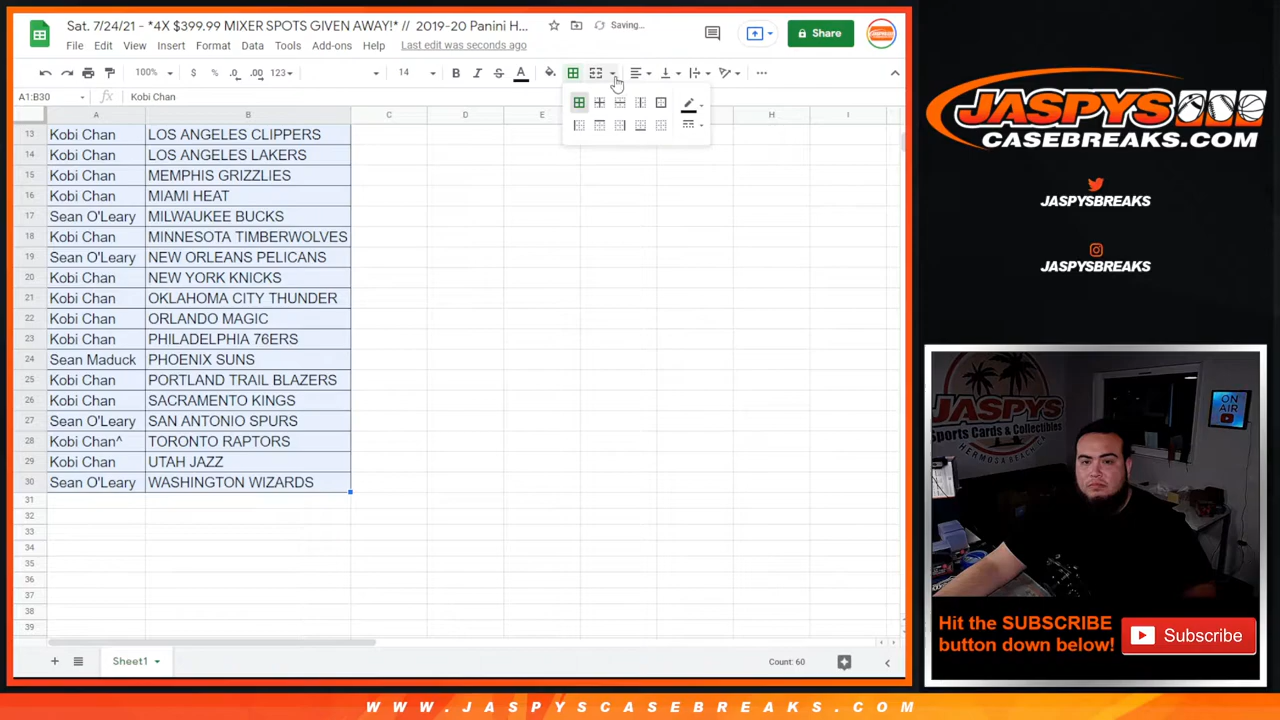 Sat. 7/24/21 - *4X $399.99 MIXER SPOTS GIVEN AWAY!* // 2019-20 Panini H...
Saving...
File Edit View Insert Format Data Tools Add-ons Help Last edit was seconds ago
Share
100% $ % .0 .00 123 14 B I S A
A1:B30 fx Kobi Chan
A B C D E H I
13 Kobi Chan LOS ANGELES CLIPPERS
14 Kobi Chan LOS ANGELES LAKERS
15 Kobi Chan MEMPHIS GRIZZLIES
16 Kobi Chan MIAMI HEAT
17 Sean O'Leary MILWAUKEE BUCKS
18 Kobi Chan MINNESOTA TIMBERWOLVES
19 Sean O'Leary NEW ORLEANS PELICANS
20 Kobi Chan NEW YORK KNICKS
21 Kobi Chan OKLAHOMA CITY THUNDER
22 Kobi Chan ORLANDO MAGIC
23 Kobi Chan PHILADELPHIA 76ERS
24 Sean Maduck PHOENIX SUNS
25 Kobi Chan PORTLAND TRAIL BLAZERS
26 Kobi Chan SACRAMENTO KINGS
27 Sean O'Leary SAN ANTONIO SPURS
28 Kobi Chan^ TORONTO RAPTORS
29 Kobi Chan UTAH JAZZ
30 Sean O'Leary WASHINGTON WIZARDS
31
32
33
34
35
36
37
38
39
Sheet1
Count: 60
JASPYS
CASEBREAKS.COM
JASPYSBREAKS
JASPYSBREAKS
JASPYS
Sports Cards & Collectibles
HERMOSA BEACH, CA
ON AIR
Hit the SUBSCRIBE
button down below!
Subscribe
WWW.JASPYSCASEBREAKS.COM